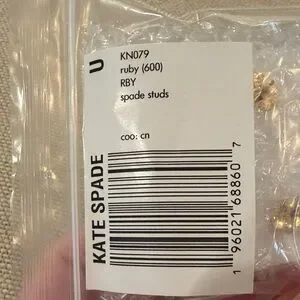 U
KN079
ruby (600)
RBY
spade studs
coo: cn
KATE SPADE
1 96021 68860 7